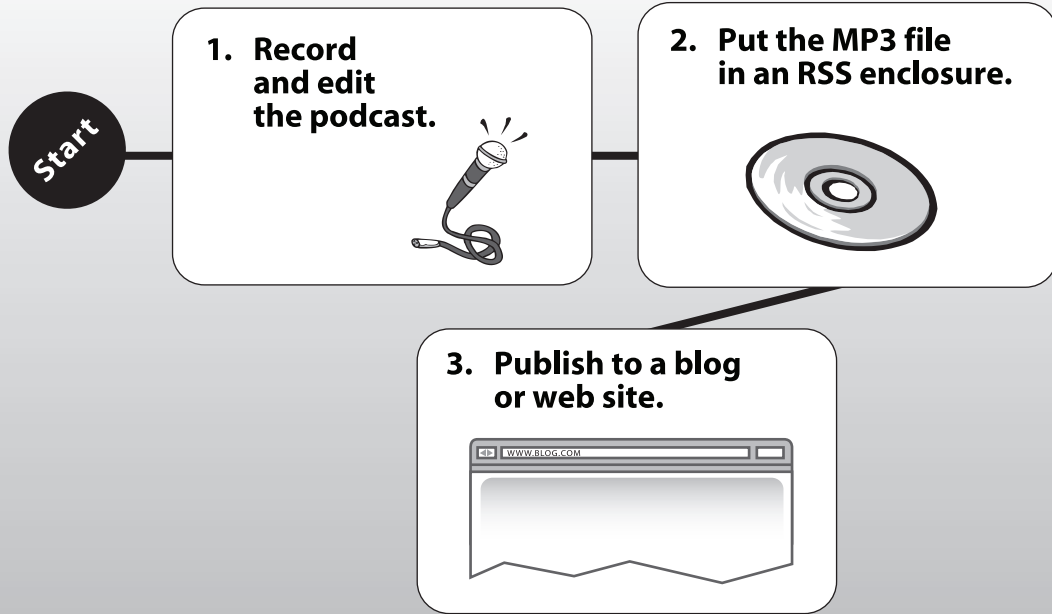 Start
1. Record
and edit
the podcast.
2. Put the MP3 file
in an RSS enclosure.
3. Publish to a blog
or web site.
WWW.BLOG.COM